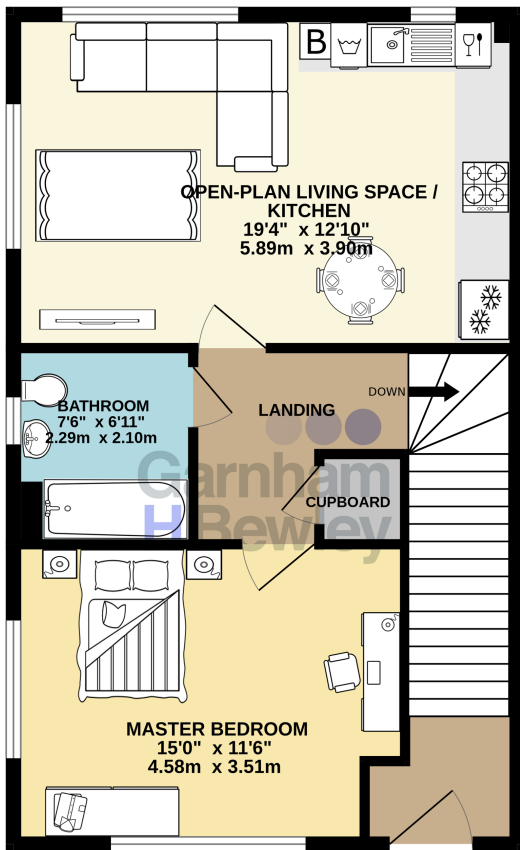 B
OPEN-PLAN LIVING SPACE /
KITCHEN
19'4" x 12'10"
5.89m x 3.90m
BATHROOM
7'6" x 6'11"
2.29m x 2.10m
DOWN
LANDING
Garnham
H Bewley
CUPBOARD
MASTER BEDROOM
15'0" x 11'6"
4.58m x 3.51m